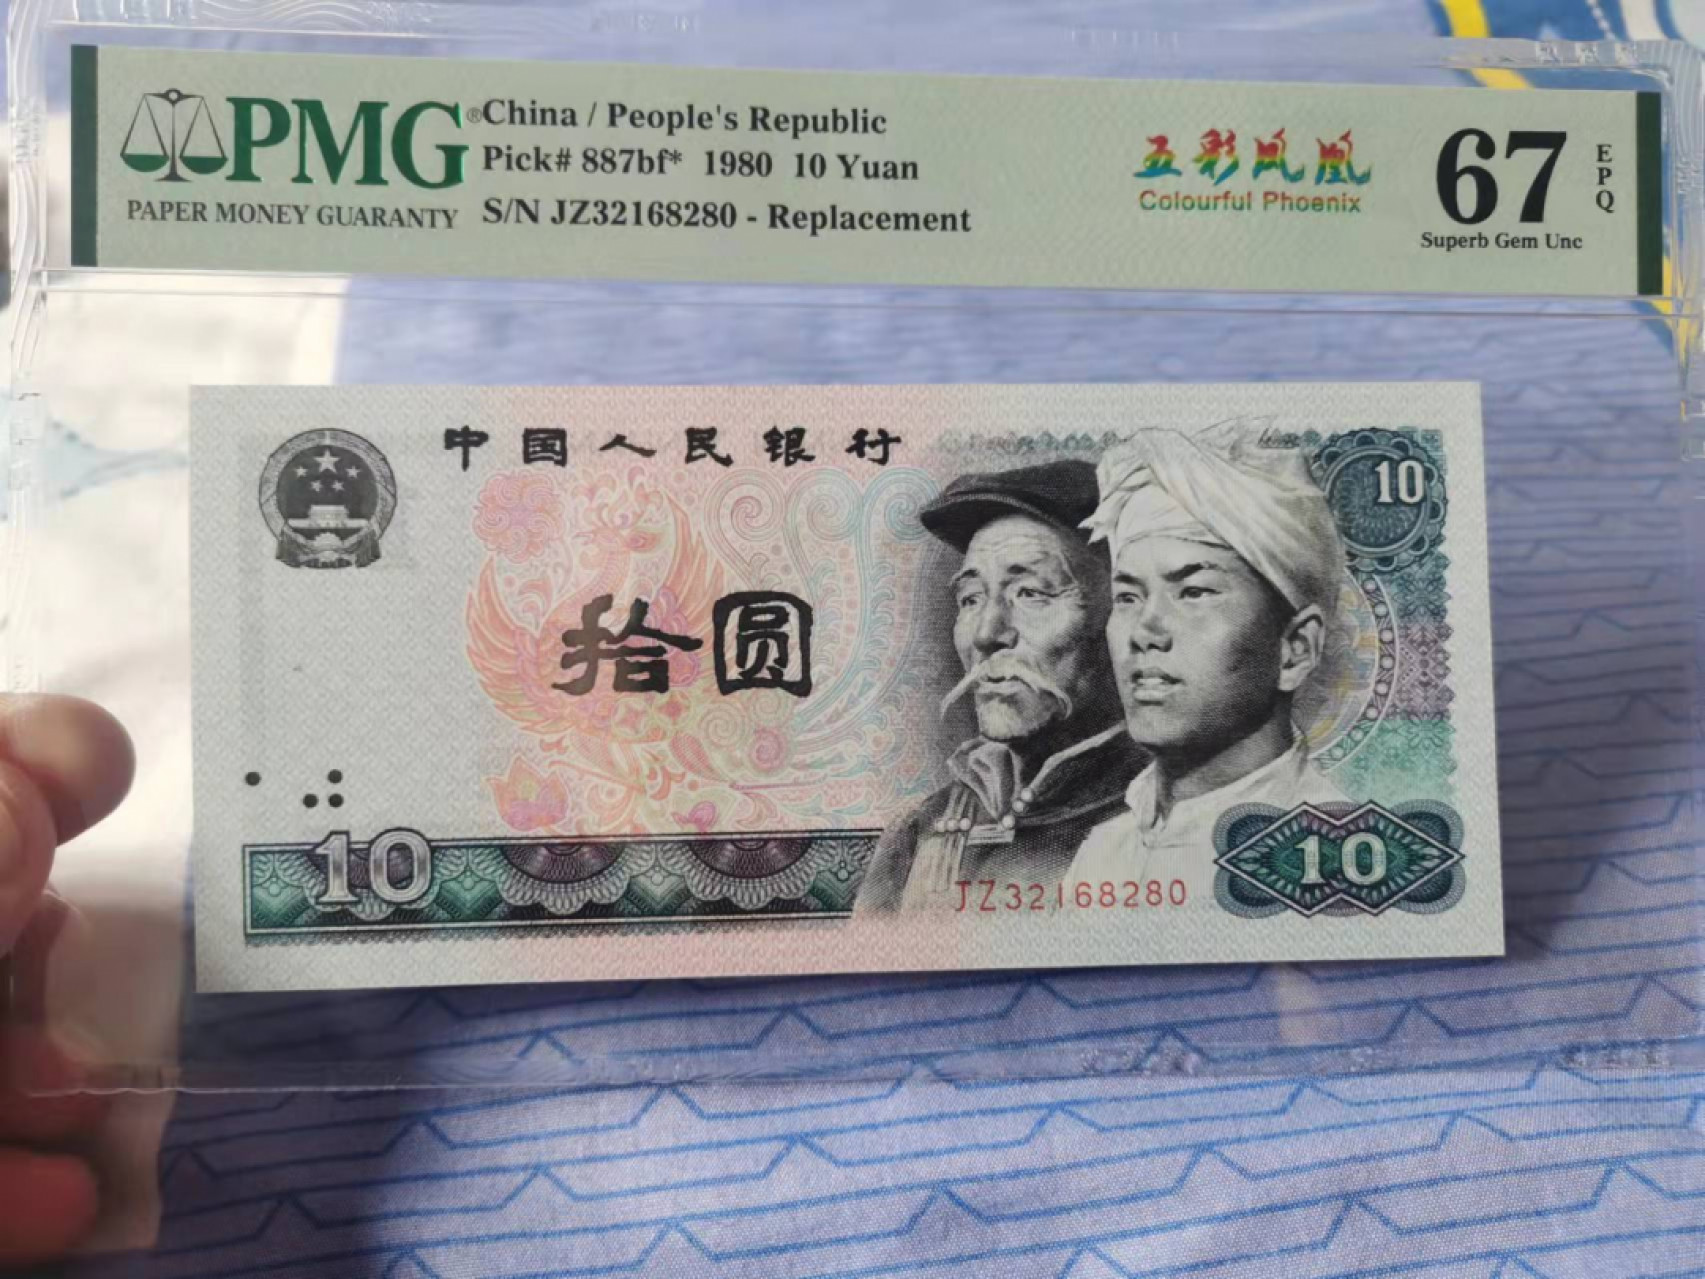 PMG®
PAPER MONEY GUARANTY
China / People's Republic
Pick# 887bf* 1980 10 Yuan
S/N JZ32168280 - Replacement
五彩凤凰
Colourful Phoenix
67
EPQ
Superb Gem Unc
中国人民银行
10
拾圆
10
JZ32168280
10